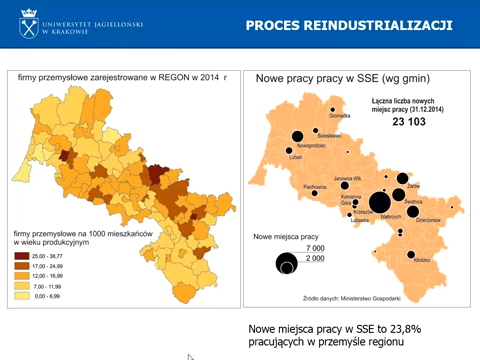 UNIWERSYTET JAGIELLOŃSKI
W KRAKOWIE
PROCES REINDUSTRIALIZACJI
firmy przemysłowe zarejestrowane w REGON w 2014 r
firmy przemysłowe na 1000 mieszkańców
w wieku produkcyjnym
25,00 - 38,77
17,00 - 24,99
12,00 - 16,99
7,00 - 11,99
0,00 - 6,99
Nowe pracy pracy w SSE (wg gmin)
Łączna liczba nowych
miejsc pracy (31.12.2014)
23 103
Gromadka
Bolesławiec
Nowogrodziec
Lubań
Janowice Wlk.
Piechowice
Kamienna
Góra
Krzeszów
Lubawka
Wałbrzych
Żarów
Świdnica
Dzierżoniów
Kłodzko
Nowe miejsca pracy
7 000
2 000
Źródło danych: Ministerstwo Gospodarki
Nowe miejsca pracy w SSE to 23,8%
pracujących w przemyśle regionu